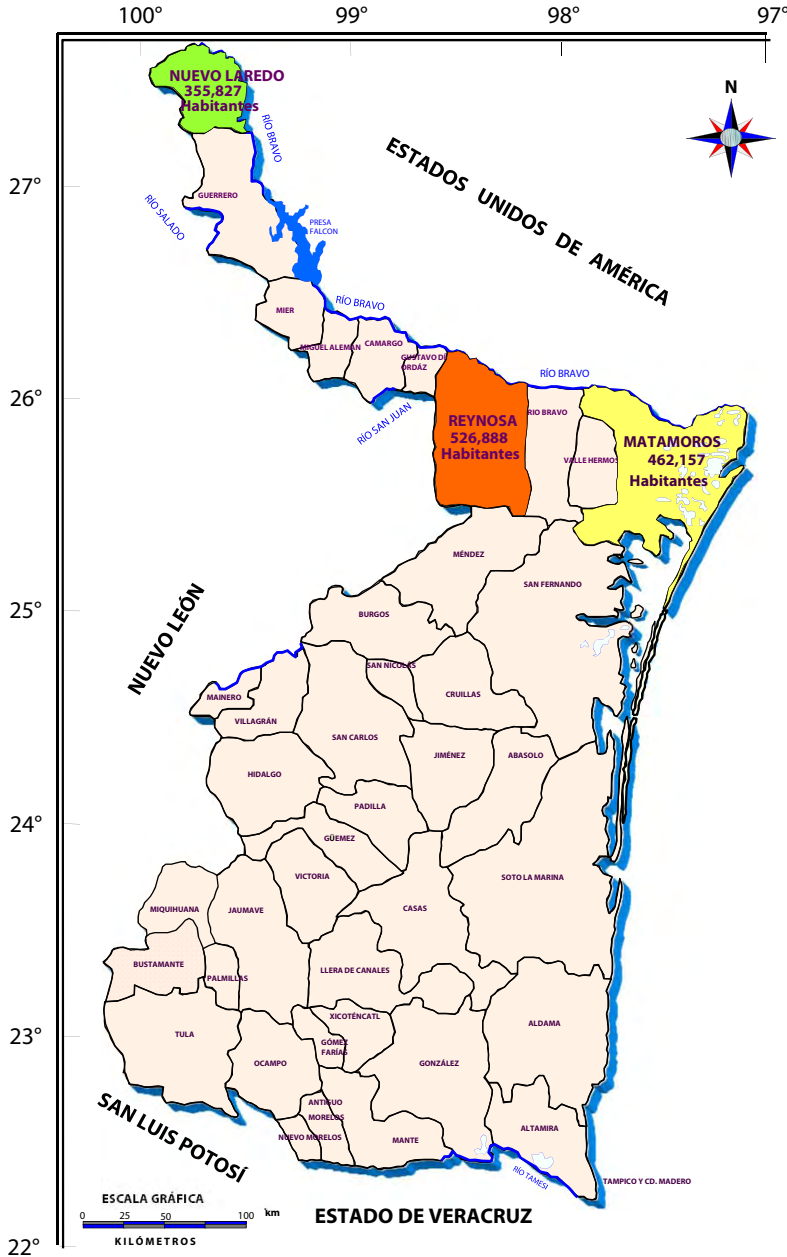 100° 99° 98° 97°
NUEVO LAREDO
355,827
Habitantes
N
RÍO BRAVO
ESTADOS UNIDOS DE AMÉRICA
27°
GUERRERO
RÍO SALADO
PRESA
FALCON
RÍO BRAVO
MIER
MIGUEL ALEMÁN
CAMARGO
GUSTAVO DÍ
ORDÁZ
RÍO SAN JUAN
RÍO BRAVO
26°
REYNOSA
526,888
Habitantes
RIO BRAVO
VALLE HERMOS
MATAMOROS
462,157
Habitantes
MÉNDEZ
SAN FERNANDO
25°
NUEVO LEÓN
BURGOS
SAN NICOLAS
CRUILLAS
MAINERO
VILLAGRÁN
SAN CARLOS
JIMÉNEZ
ABASOLO
HIDALGO
PADILLA
24°
GÜEMEZ
VICTORIA
SOTO LA MARINA
CASAS
MIQUIHUANA
JAUMAVE
BUSTAMANTE
PALMILLAS
LLERA DE CANALES
23°
TULA
XICOTÉNCATL
GÓMEZ
FARÍAS
ALDAMA
OCAMPO
GONZÁLEZ
ANTIGUO
MORELOS
NUEVO MORELOS
MANTE
ALTAMIRA
SAN LUIS POTOSÍ
RÍO TAMESI
TAMPICO Y CD. MADERO
ESCALA GRÁFICA
0 25 50 100 km
KILÓMETROS
ESTADO DE VERACRUZ
22°